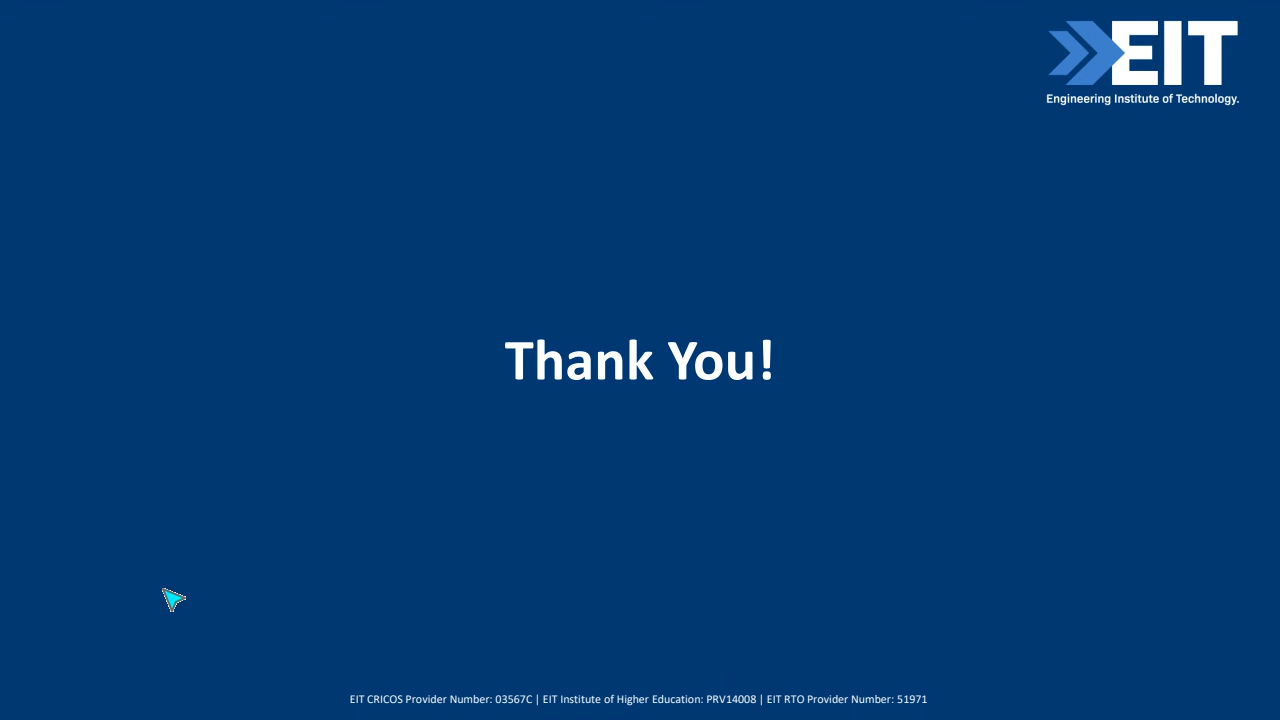 EIT
Engineering Institute of Technology.
Thank You!
EIT CRICOS Provider Number: 03567C | EIT Institute of Higher Education: PRV14008 | EIT RTO Provider Number: 51971